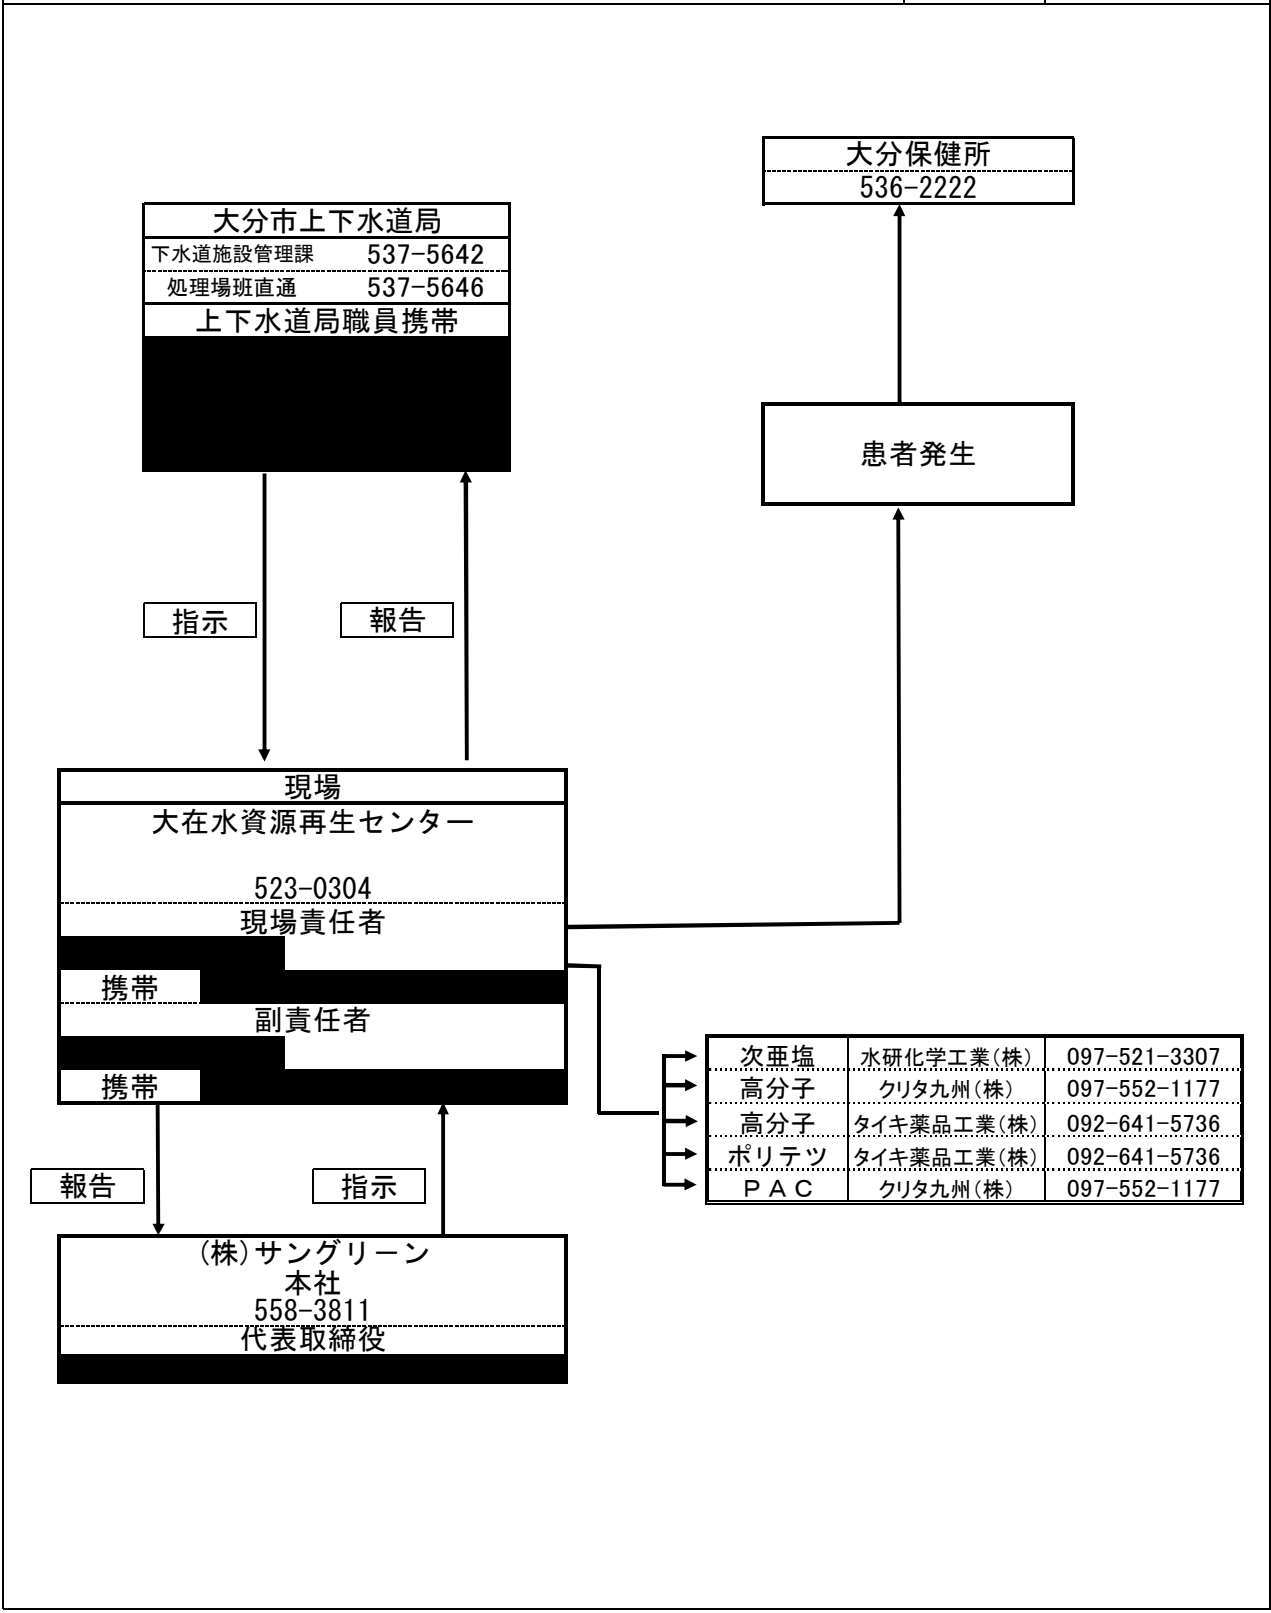 大分保健所
536-2222
大分市上下水道局
下水道施設管理課 537-5642
処理場班直通 537-5646
上下水道局職員携帯
患者発生
指示
報告
現場
大在水資源再生センター
523-0304
現場責任者
携帯
副責任者
携帯
次亜塩 水研化学工業(株) 097-521-3307
高分子 クリタ九州(株) 097-552-1177
高分子 タイキ薬品工業(株) 092-641-5736
ポリテツ タイキ薬品工業(株) 092-641-5736
ＰＡＣ クリタ九州(株) 097-552-1177
報告
指示
(株)サングリーン
本社
558-3811
代表取締役